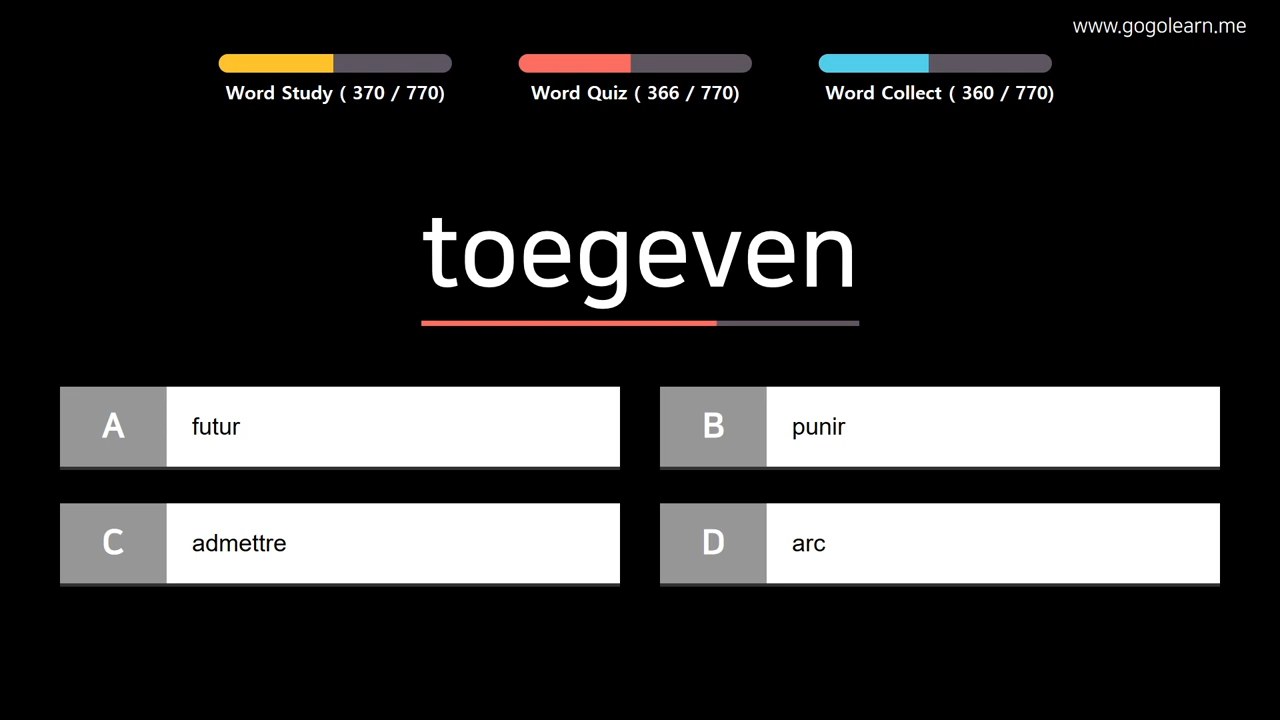 www.gogolearn.me
Word Study ( 370 / 770)
Word Quiz ( 366 / 770)
Word Collect ( 360 / 770)
toegeven
A futur
B punir
C admettre
D arc